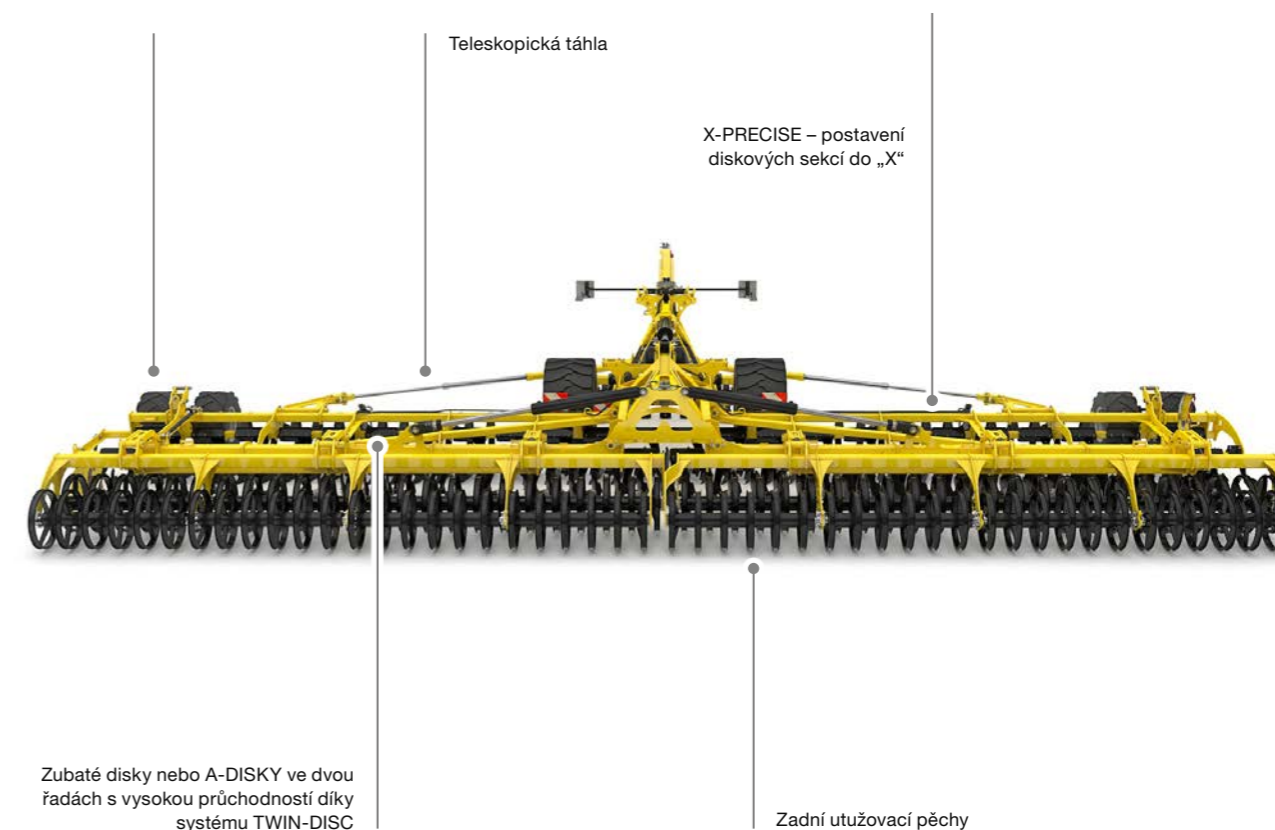 Teleskopická táhla
X-PRECISE – postavení
diskových sekcí do „X“
Zubaté disky nebo A-DISKY ve dvou
řadách s vysokou průchodností díky
systému TWIN-DISC
Zadní utužovací pěchy